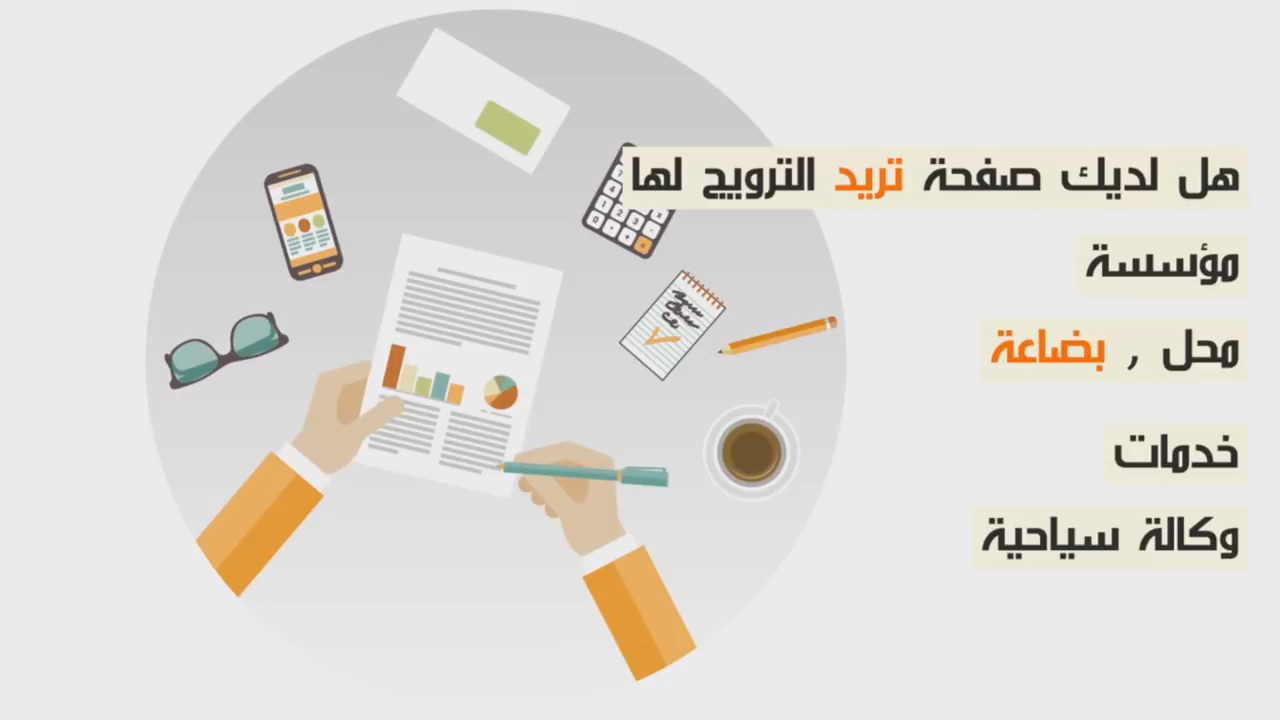 هل لديك صفحة تريد الترويج لها
مؤسسة
محل , بضاعة
خدمات
وكالة سياحية